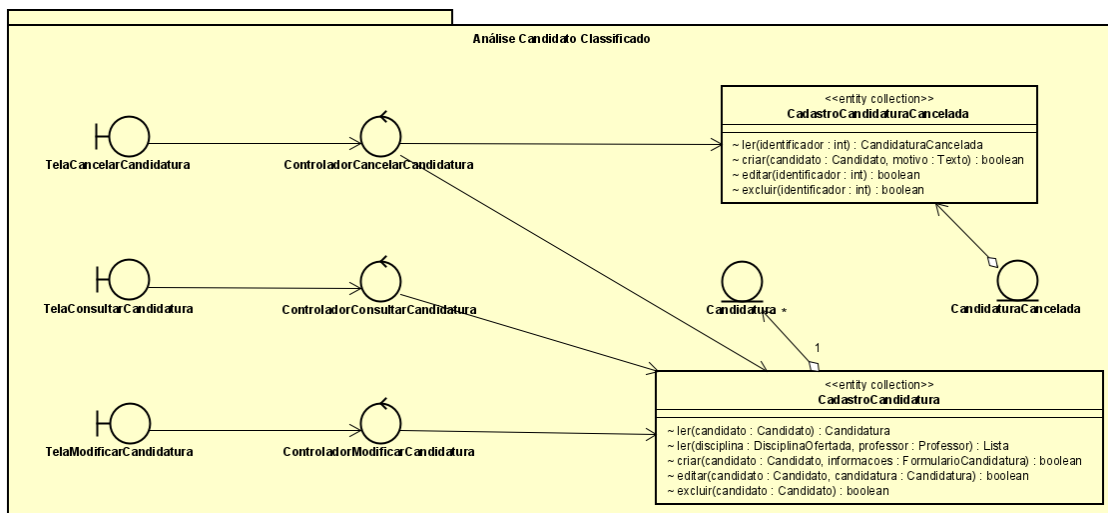 Análise Candidato Classificado
<<entity collection>>
CadastroCandidaturaCancelada
~ ler(identificador : int) : CandidaturaCancelada
~ criar(candidato : Candidato, motivo : Texto) : boolean
~ editar(identificador : int) : boolean
~ excluir(identificador : int) : boolean
TelaCancelarCandidatura
ControladorCancelarCandidatura
TelaConsultarCandidatura
ControladorConsultarCandidatura
Candidatura
*
CandidaturaCancelada
1
<<entity collection>>
CadastroCandidatura
~ ler(candidato : Candidato) : Candidatura
~ ler(disciplina : DisciplinaOfertada, professor : Professor) : Lista
~ criar(candidato : Candidato, informacoes : FormularioCandidatura) : boolean
~ editar(candidato : Candidato, candidatura : Candidatura) : boolean
~ excluir(candidato : Candidato) : boolean
TelaModificarCandidatura
ControladorModificarCandidatura